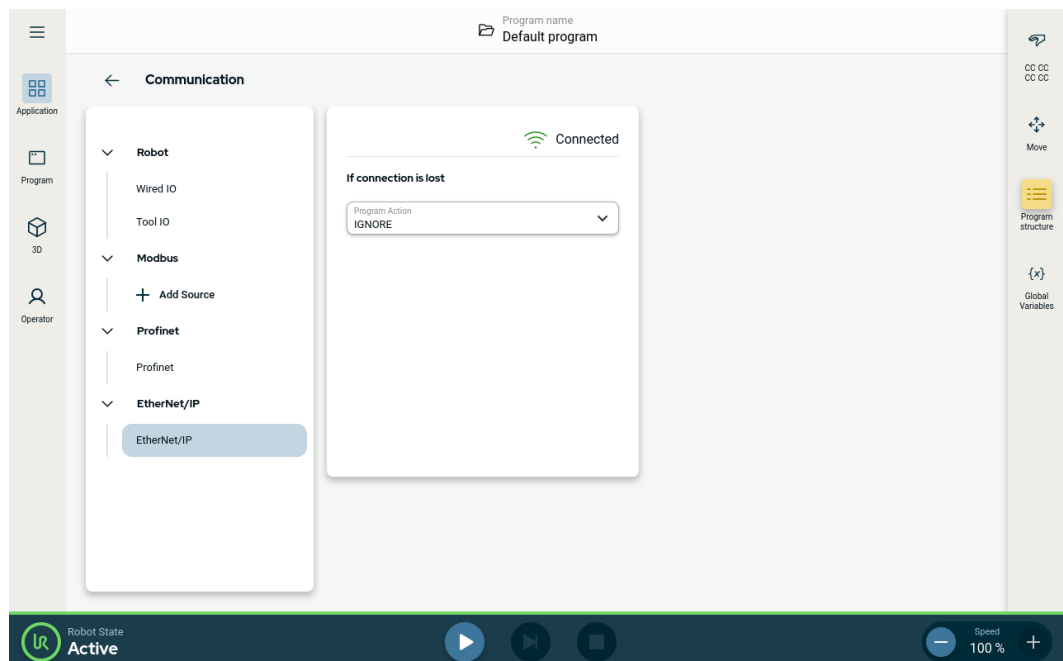 Program name
Default program
Application
Program
3D
Operator
Communication
Robot
Wired IO
Tool IO
Modbus
Add Source
Profinet
Profinet
EtherNet/IP
EtherNet/IP
Connected
If connection is lost
Program Action
IGNORE
CC CC
CC CC
Move
Program
structure
{x}
Global
Variables
Robot State
Active
Speed
100 %